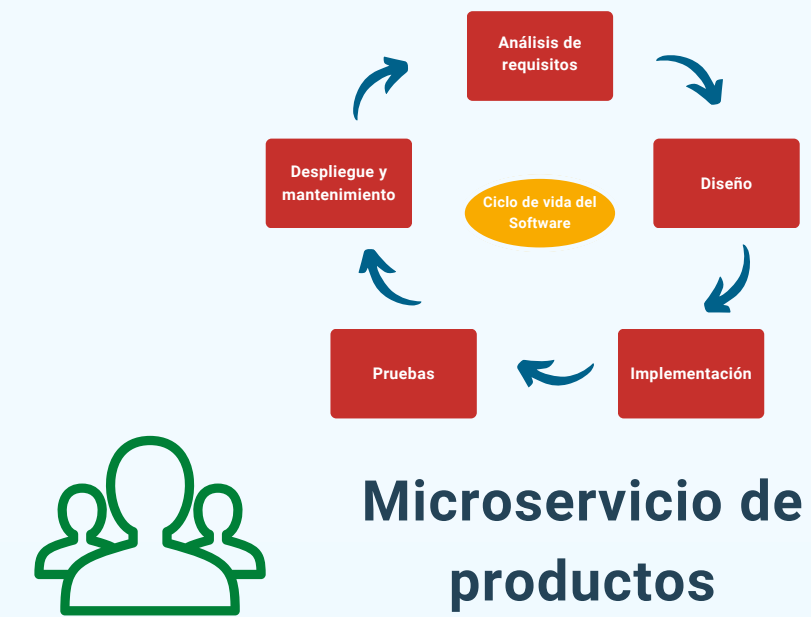 Análisis de
requisitos
Despliegue y
mantenimiento
Ciclo de vida del
Software
Diseño
Pruebas
Implementación
Microservicio de
productos